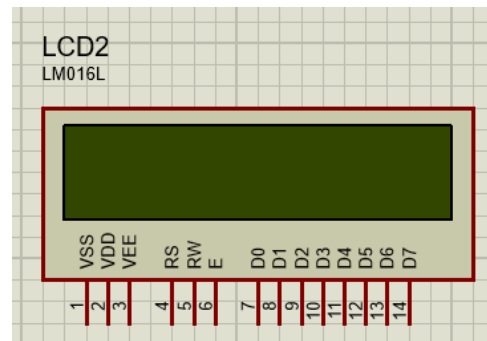 LCD2
LM016L
VSS VDD VEE RS RW E D0 D1 D2 D3 D4 D5 D6 D7
1 2 3 4 5 6 7 8 9 10 11 12 13 14